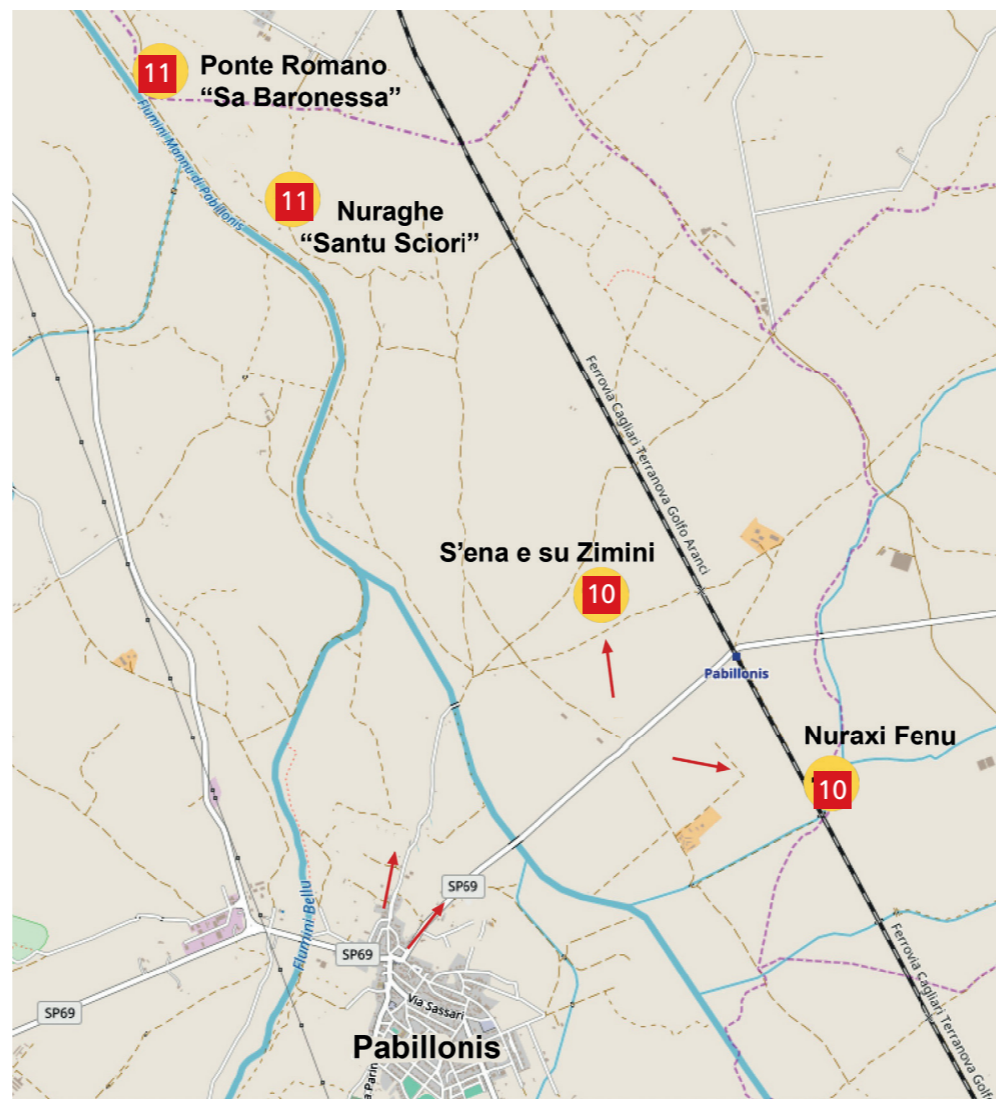 11
Ponte Romano
“Sa Baronessa”
Flumini Mannu di Pabillonis
11
Nuraghe
“Santu Sciori”
Ferrovia Cagliari Terranova Golfo Aranci
S’ena e su Zimini
10
Pabillonis
Nuraxi Fenu
10
SP69
SP69
SP69
Flumini Bellu
Via Sassari
Pabillonis
a Parin
Ferrovia Cagliari Terranova Golfo